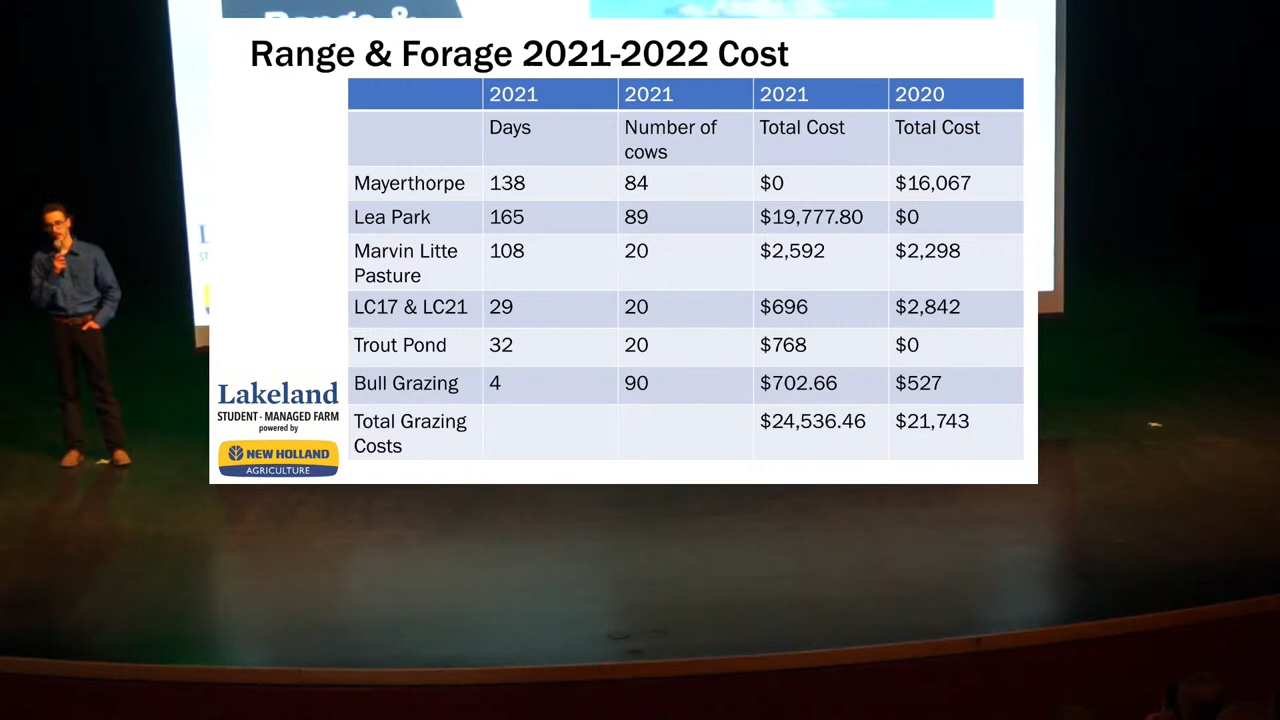 Range &
Range & Forage 2021-2022 Cost
2021 2021 2021 2020
Days Number of cows Total Cost Total Cost
Mayerthorpe 138 84 $0 $16,067
Lea Park 165 89 $19,777.80 $0
Marvin Litte Pasture 108 20 $2,592 $2,298
LC17 & LC21 29 20 $696 $2,842
Trout Pond 32 20 $768 $0
Bull Grazing 4 90 $702.66 $527
Total Grazing Costs $24,536.46 $21,743
Lakeland
STUDENT-MANAGED FARM
powered by
NEW HOLLAND
AGRICULTURE